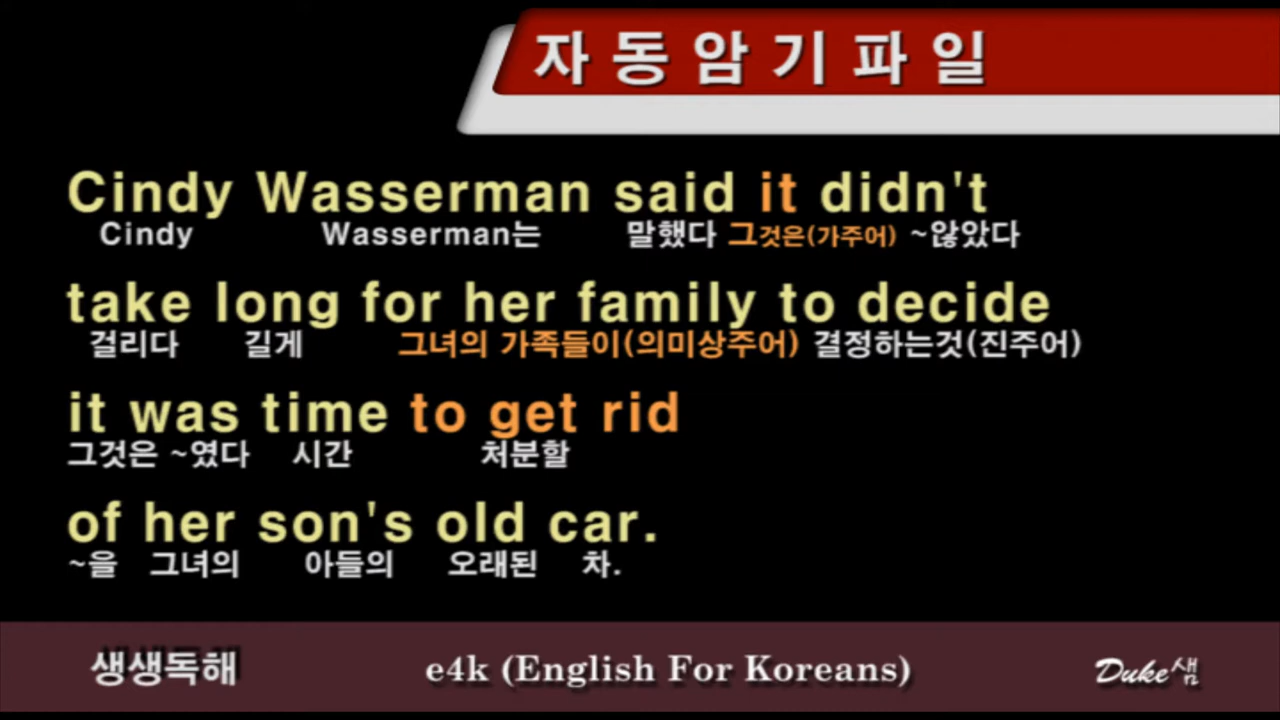 자동암기파일
Cindy Wasserman said it didn't
Cindy Wasserman는 말했다 그것은(가주어) ~않았다
take long for her family to decide
걸리다 길게 그녀의 가족들이(의미상주어) 결정하는것(진주어)
it was time to get rid
그것은 ~였다 시간 처분할
of her son's old car.
~을 그녀의 아들의 오래된 차.
생생독해 e4k (English For Koreans) Duke샘